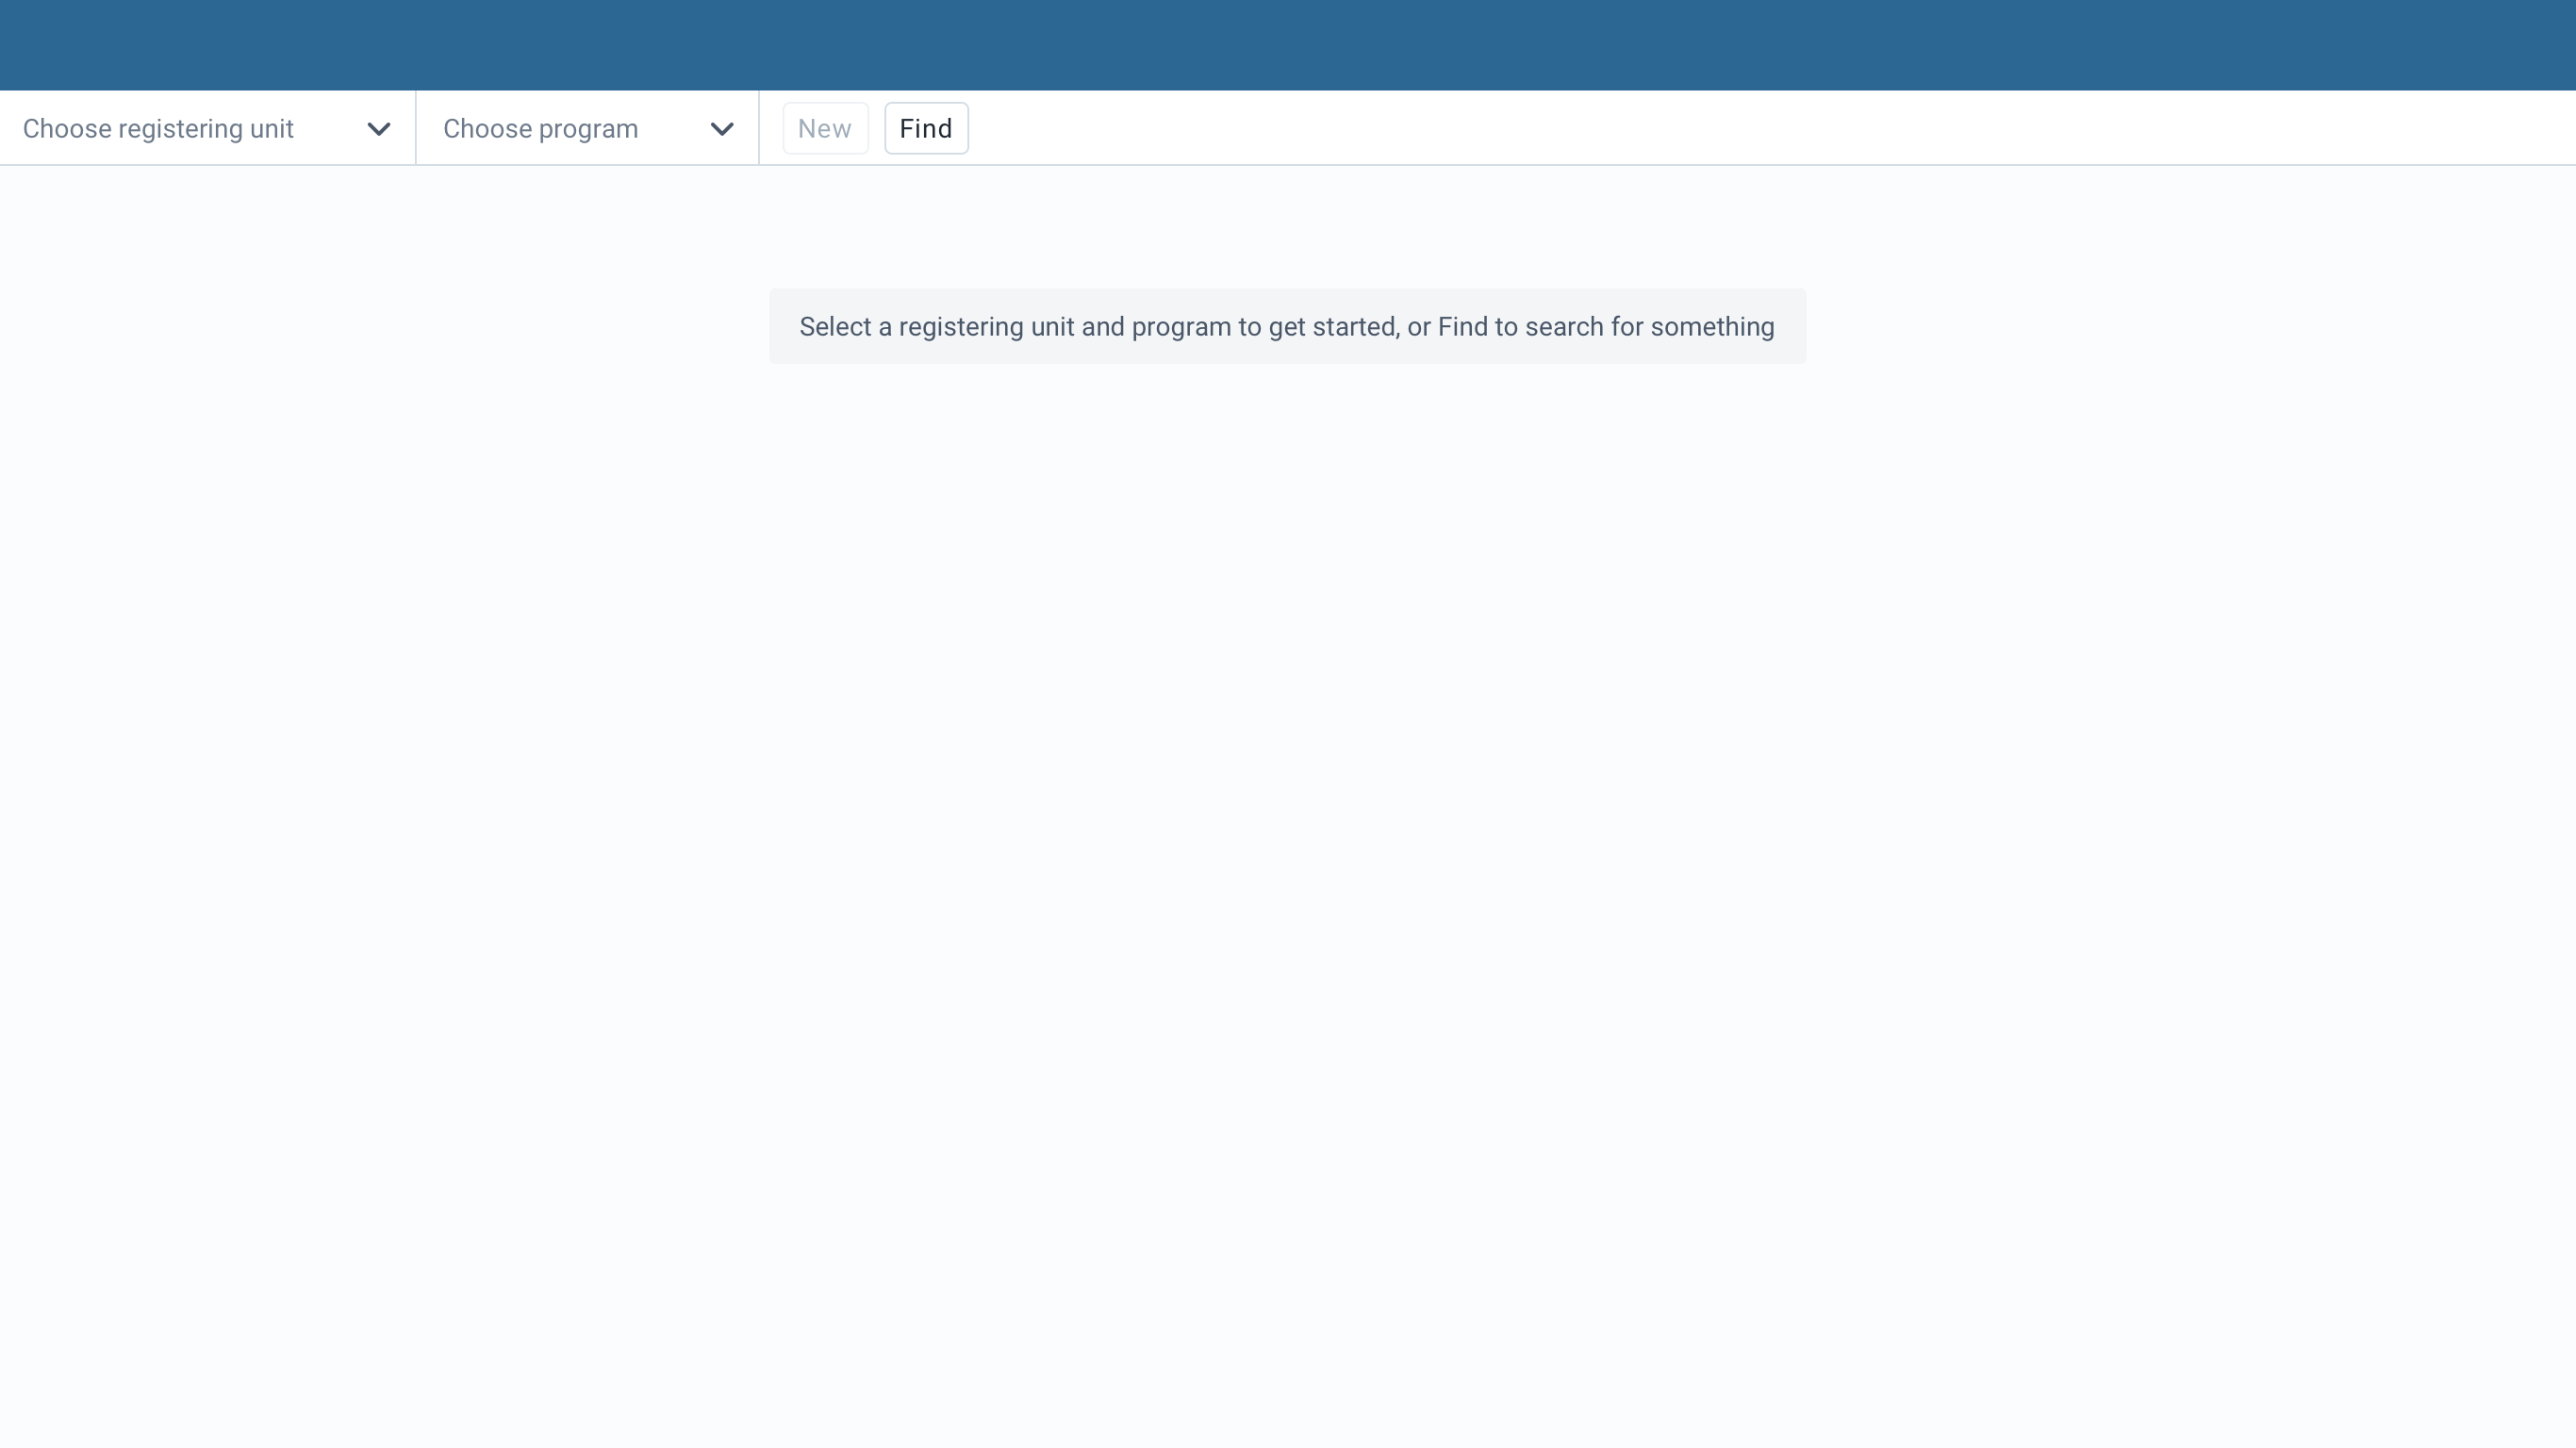 Choose registering unit
Choose program
New
Find
Select a registering unit and program to get started, or Find to search for something